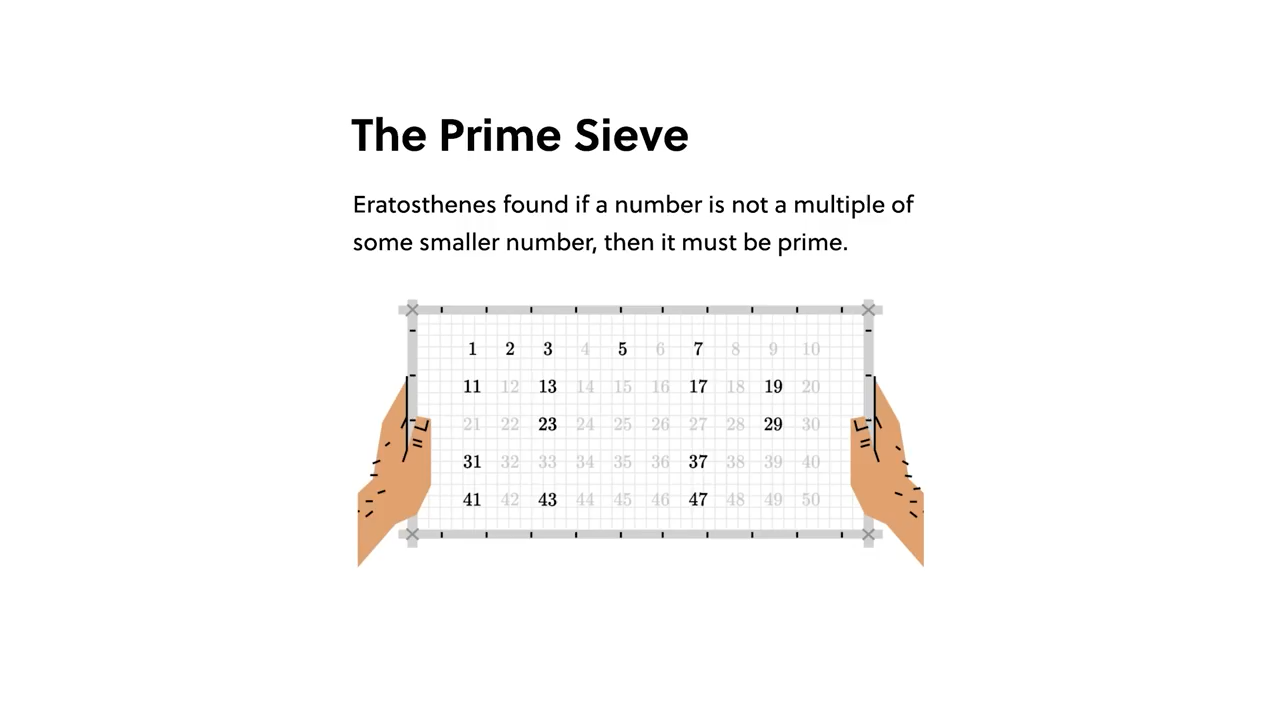 The Prime Sieve
Eratosthenes found if a number is not a multiple of
some smaller number, then it must be prime.
1 2 3 4 5 6 7 8 9 10
11 12 13 14 15 16 17 18 19 20
21 22 23 24 25 26 27 28 29 30
31 32 33 34 35 36 37 38 39 40
41 42 43 44 45 46 47 48 49 50